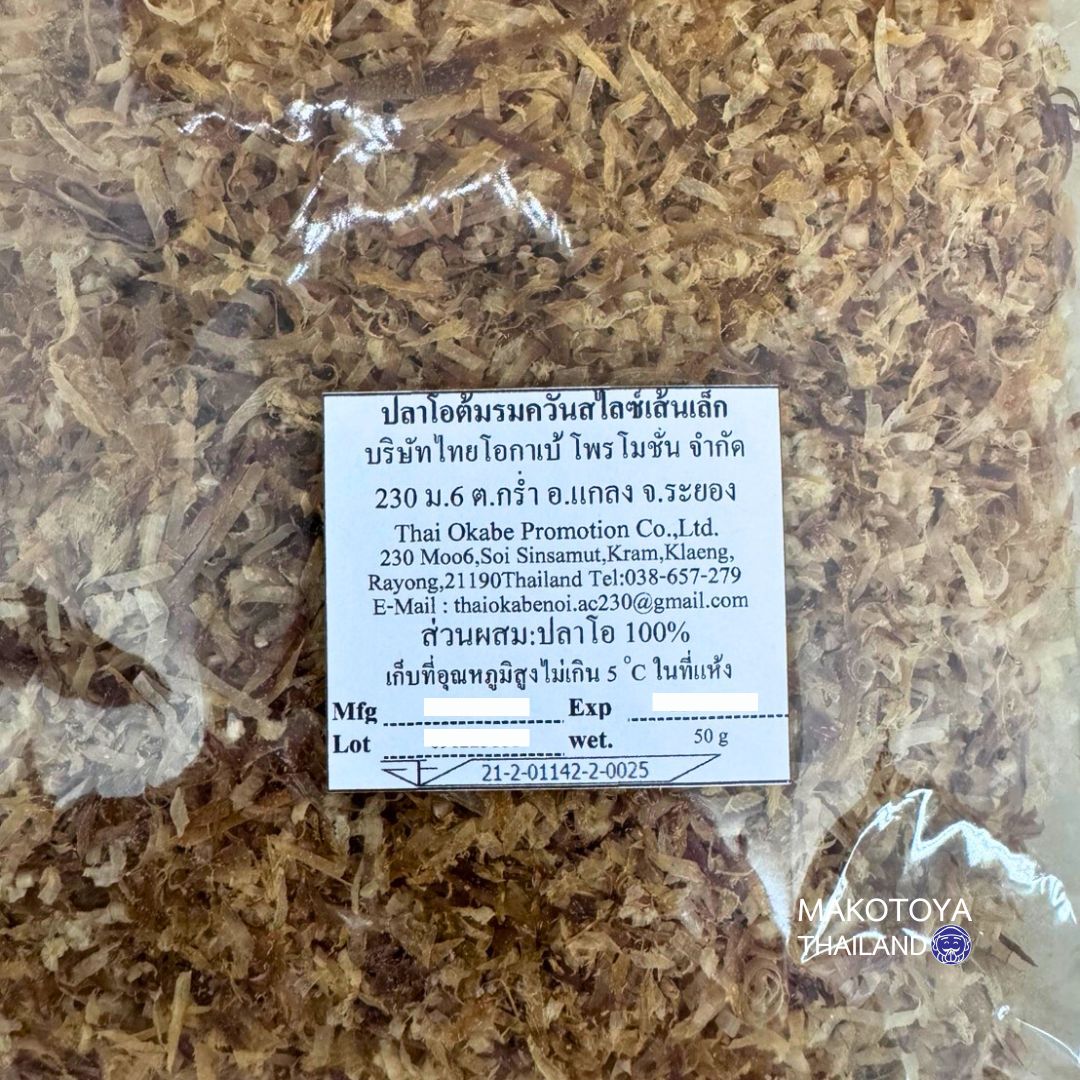 ปลาโอต้มรมควันสไลซ์เส้นเล็ก
บริษัทไทยโอกาเบ้ โพรโมชั่น จำกัด
230 ม.6 ต.กร่ำ อ.แกลง จ.ระยอง
Thai Okabe Promotion Co.,Ltd.
230 Moo6,Soi Sinsamut,Kram,Klaeng,
Rayong,21190Thailand Tel:038-657-279
E-Mail : thaiokabenoi.ac230@gmail.com
ส่วนผสม:ปลาโอ 100%
เก็บที่อุณหภูมิสูงไม่เกิน 5 °C ในที่แห้ง
Mfg Exp
Lot wet. 50 g
21-2-01142-2-0025
MAKOTOYA
THAILAND